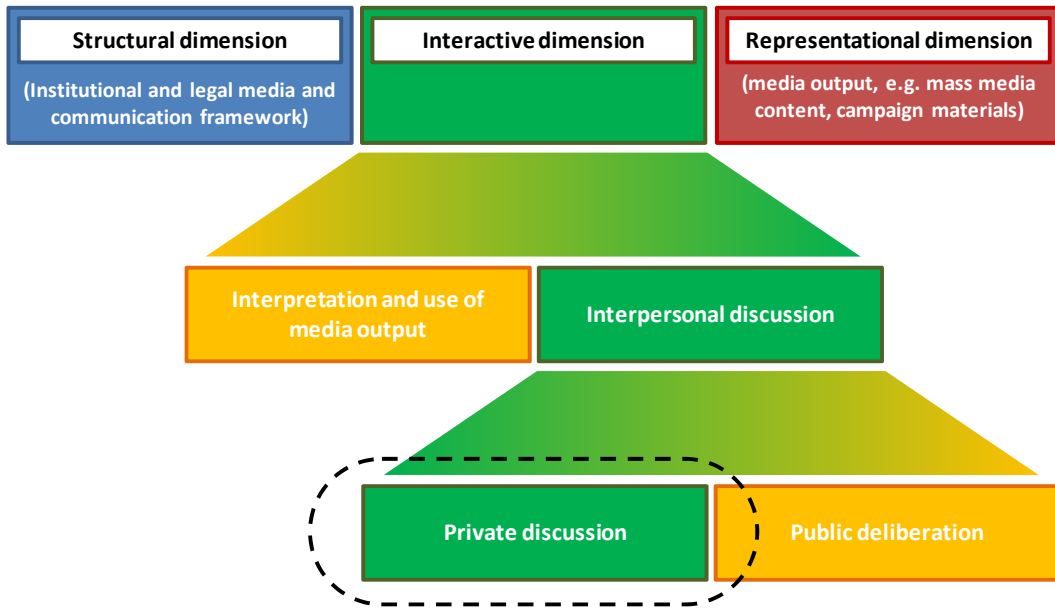 Structural dimension
(Institutional and legal media and
communication framework)
Interactive dimension
Representational dimension
(media output, e.g. mass media
content, campaign materials)
Interpretation and use of
media output
Interpersonal discussion
Private discussion
Public deliberation